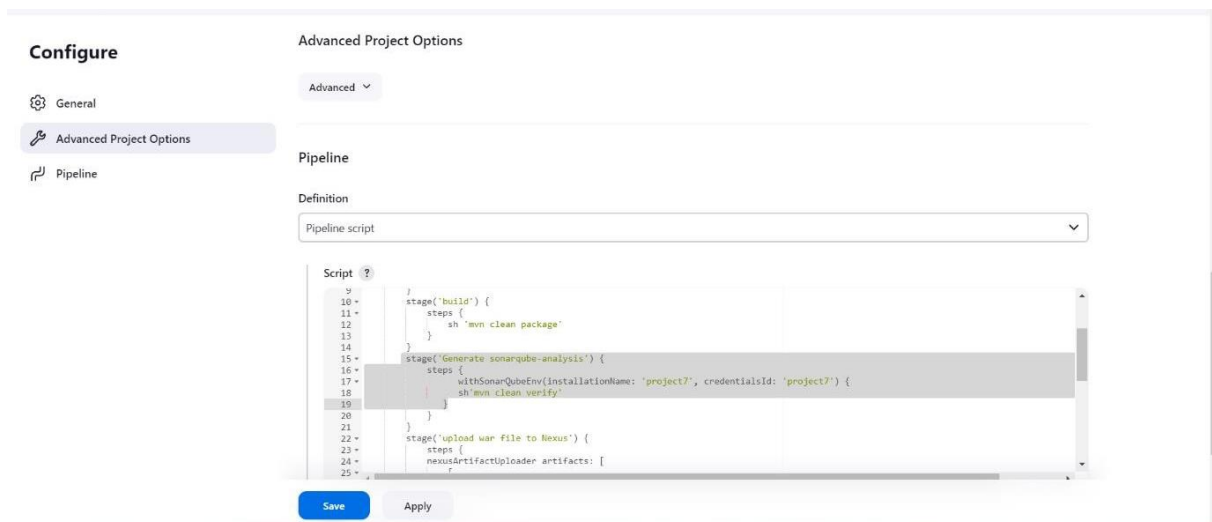 Configure
General
Advanced Project Options
Pipeline
Advanced Project Options
Advanced
Pipeline
Definition
Pipeline script
Script ?
9 }
10 stage('build') {
11 steps {
12 sh 'mvn clean package'
13 }
14 }
15 stage('Generate sonarqube-analysis') {
16 steps {
17 withSonarQubeEnv(installationName: 'project7', credentialsId: 'project7') {
18 sh'mvn clean verify'
19 }
20 }
21 }
22 stage('upload war file to Nexus') {
23 steps {
24 nexusArtifactUploader artifacts: [
25 [
Save
Apply